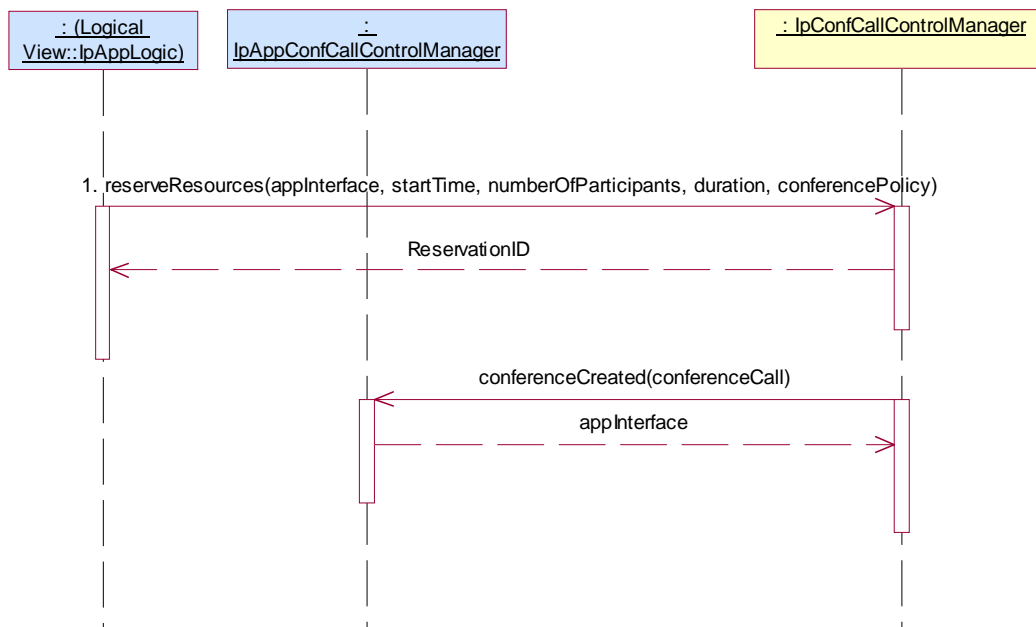 : (Logical
View::IpAppLogic)
:
IpAppConfCallControlManager
: IpConfCallControlManager
1. reserveResources(appInterface, startTime, numberOfParticipants, duration, conferencePolicy)
ReservationID
conferenceCreated(conferenceCall)
appInterface